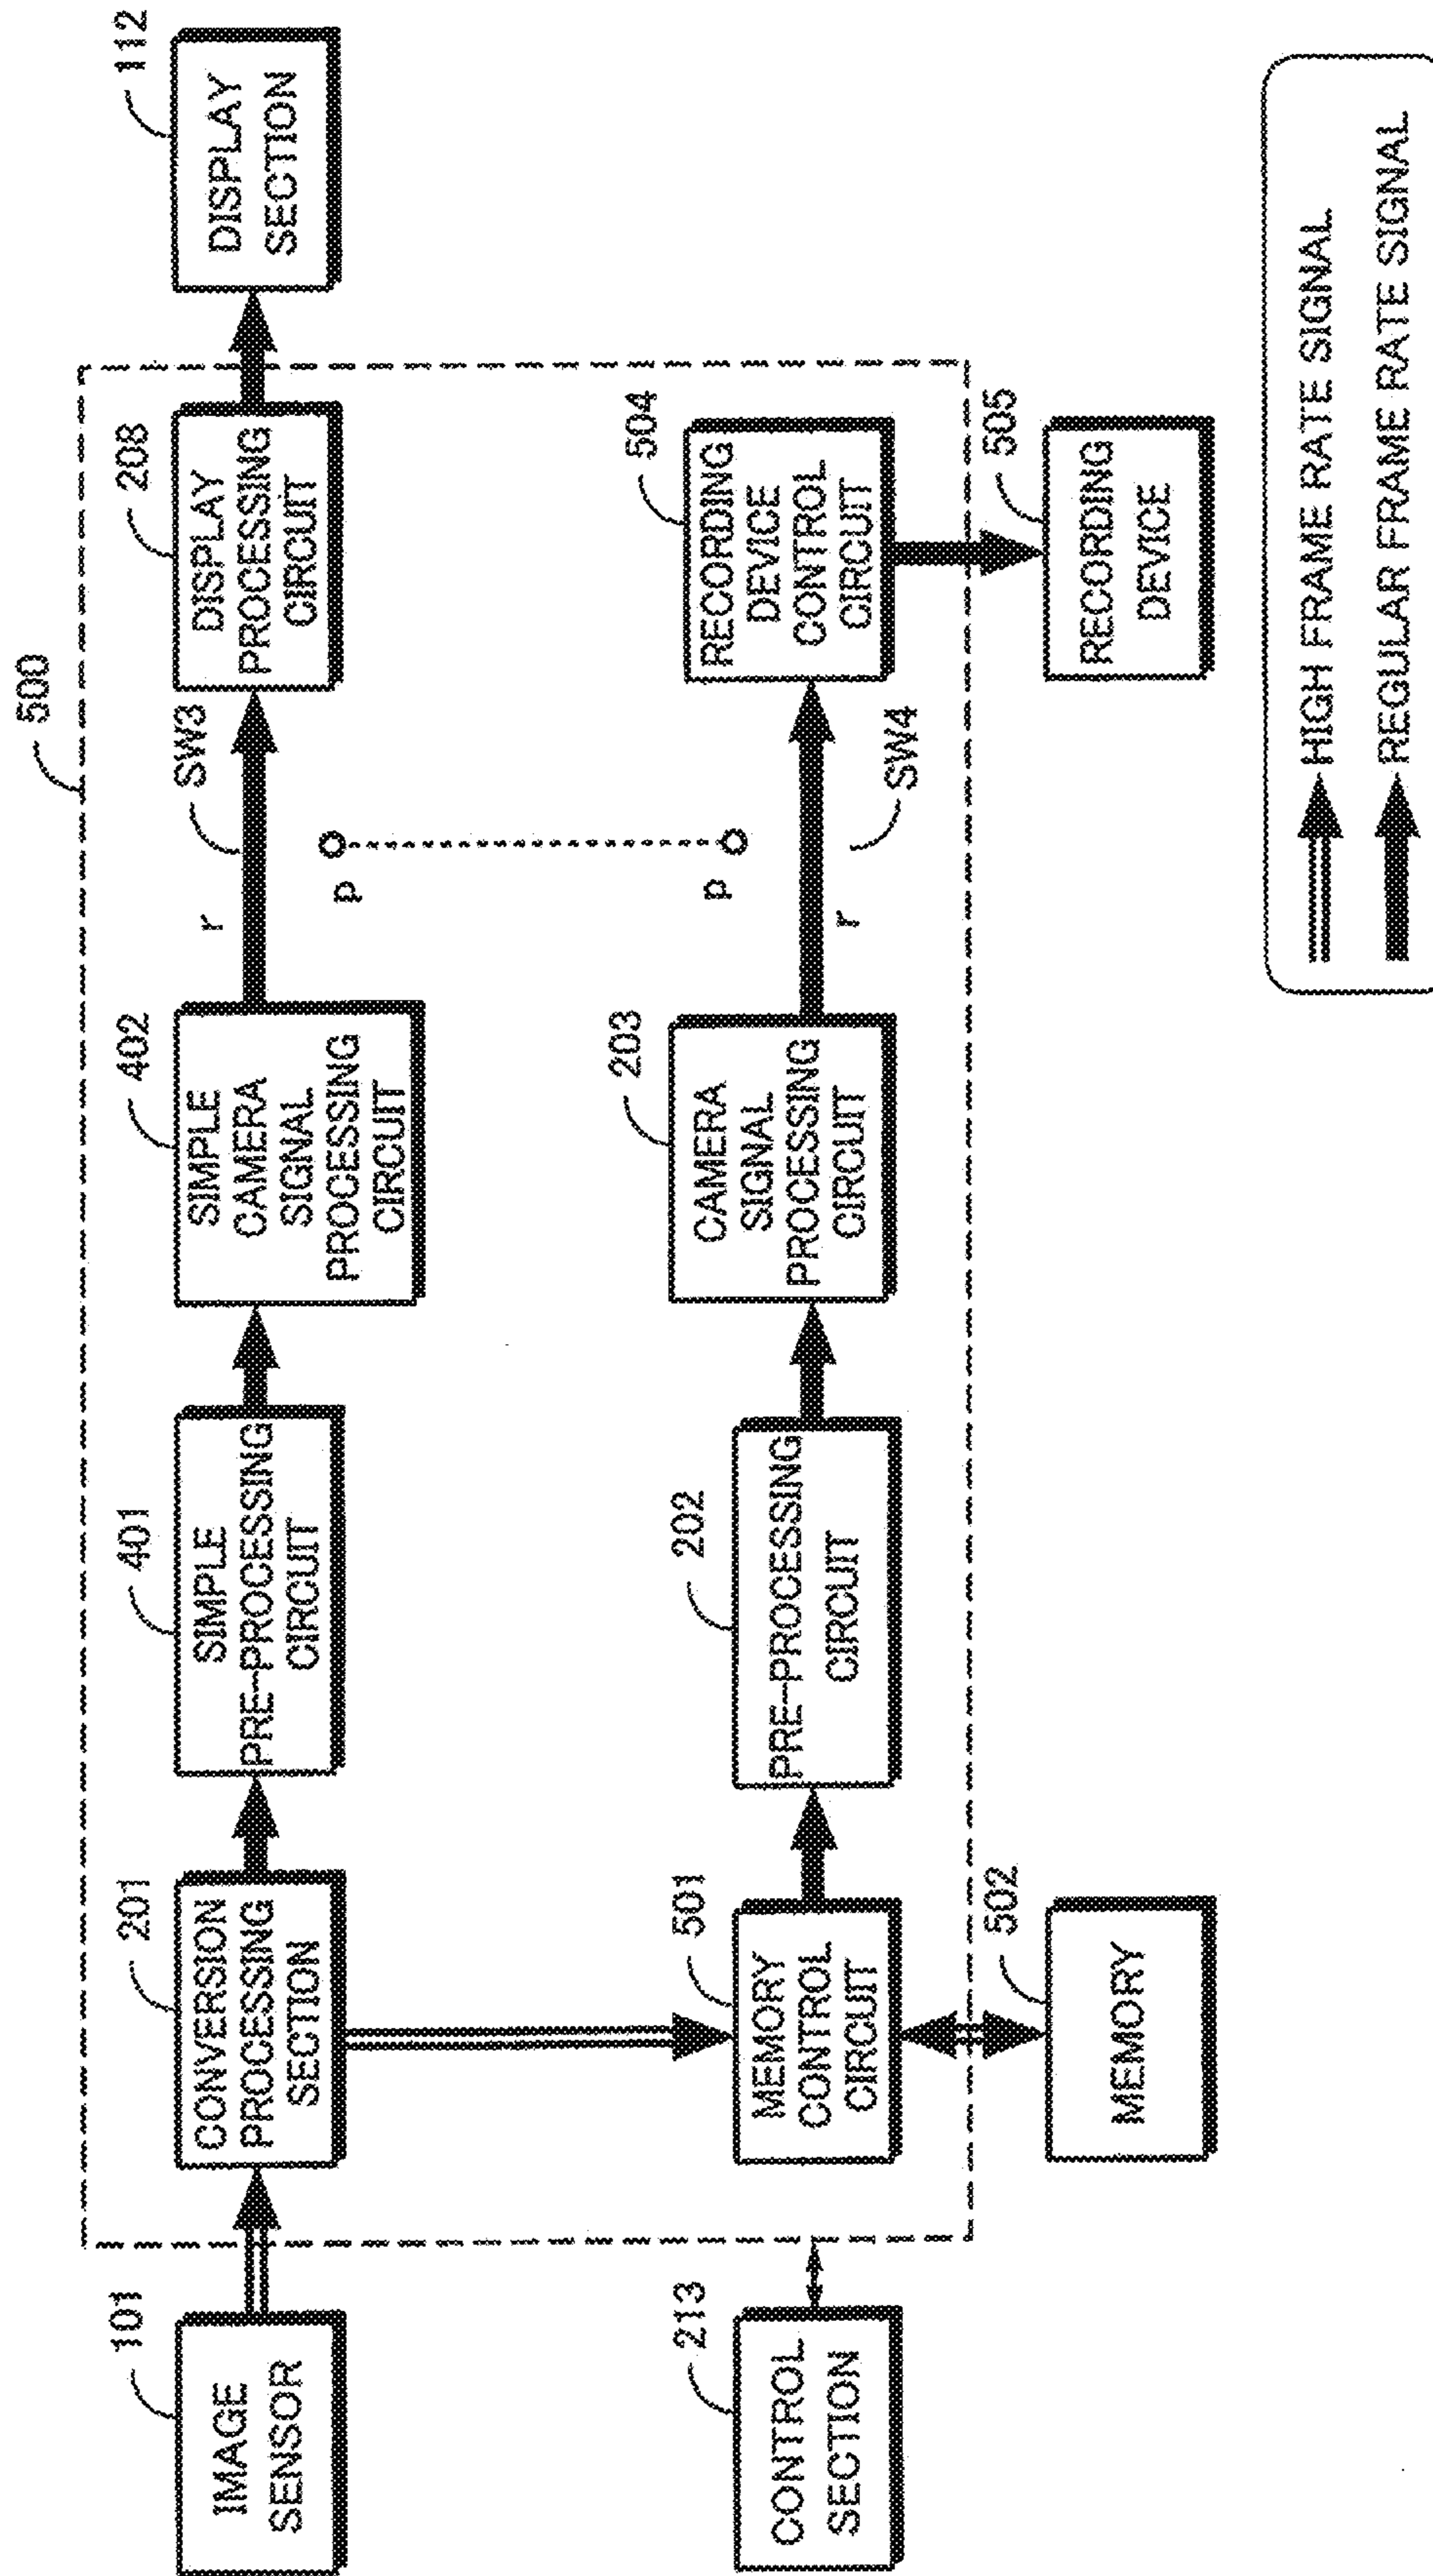 500
101
IMAGE
SENSOR
201
CONVERSION
PROCESSING
SECTION
401
SIMPLE
PRE-PROCESSING
CIRCUIT
402
SIMPLE
CAMERA
SIGNAL
PROCESSING
CIRCUIT
r
SW3
p
208
DISPLAY
PROCESSING
CIRCUIT
112
DISPLAY
SECTION
213
CONTROL
SECTION
501
MEMORY
CONTROL
CIRCUIT
202
PRE-PROCESSING
CIRCUIT
203
CAMERA
SIGNAL
PROCESSING
CIRCUIT
p
r
SW4
504
RECORDING
DEVICE
CONTROL
CIRCUIT
502
MEMORY
505
RECORDING
DEVICE
HIGH FRAME RATE SIGNAL
REGULAR FRAME RATE SIGNAL